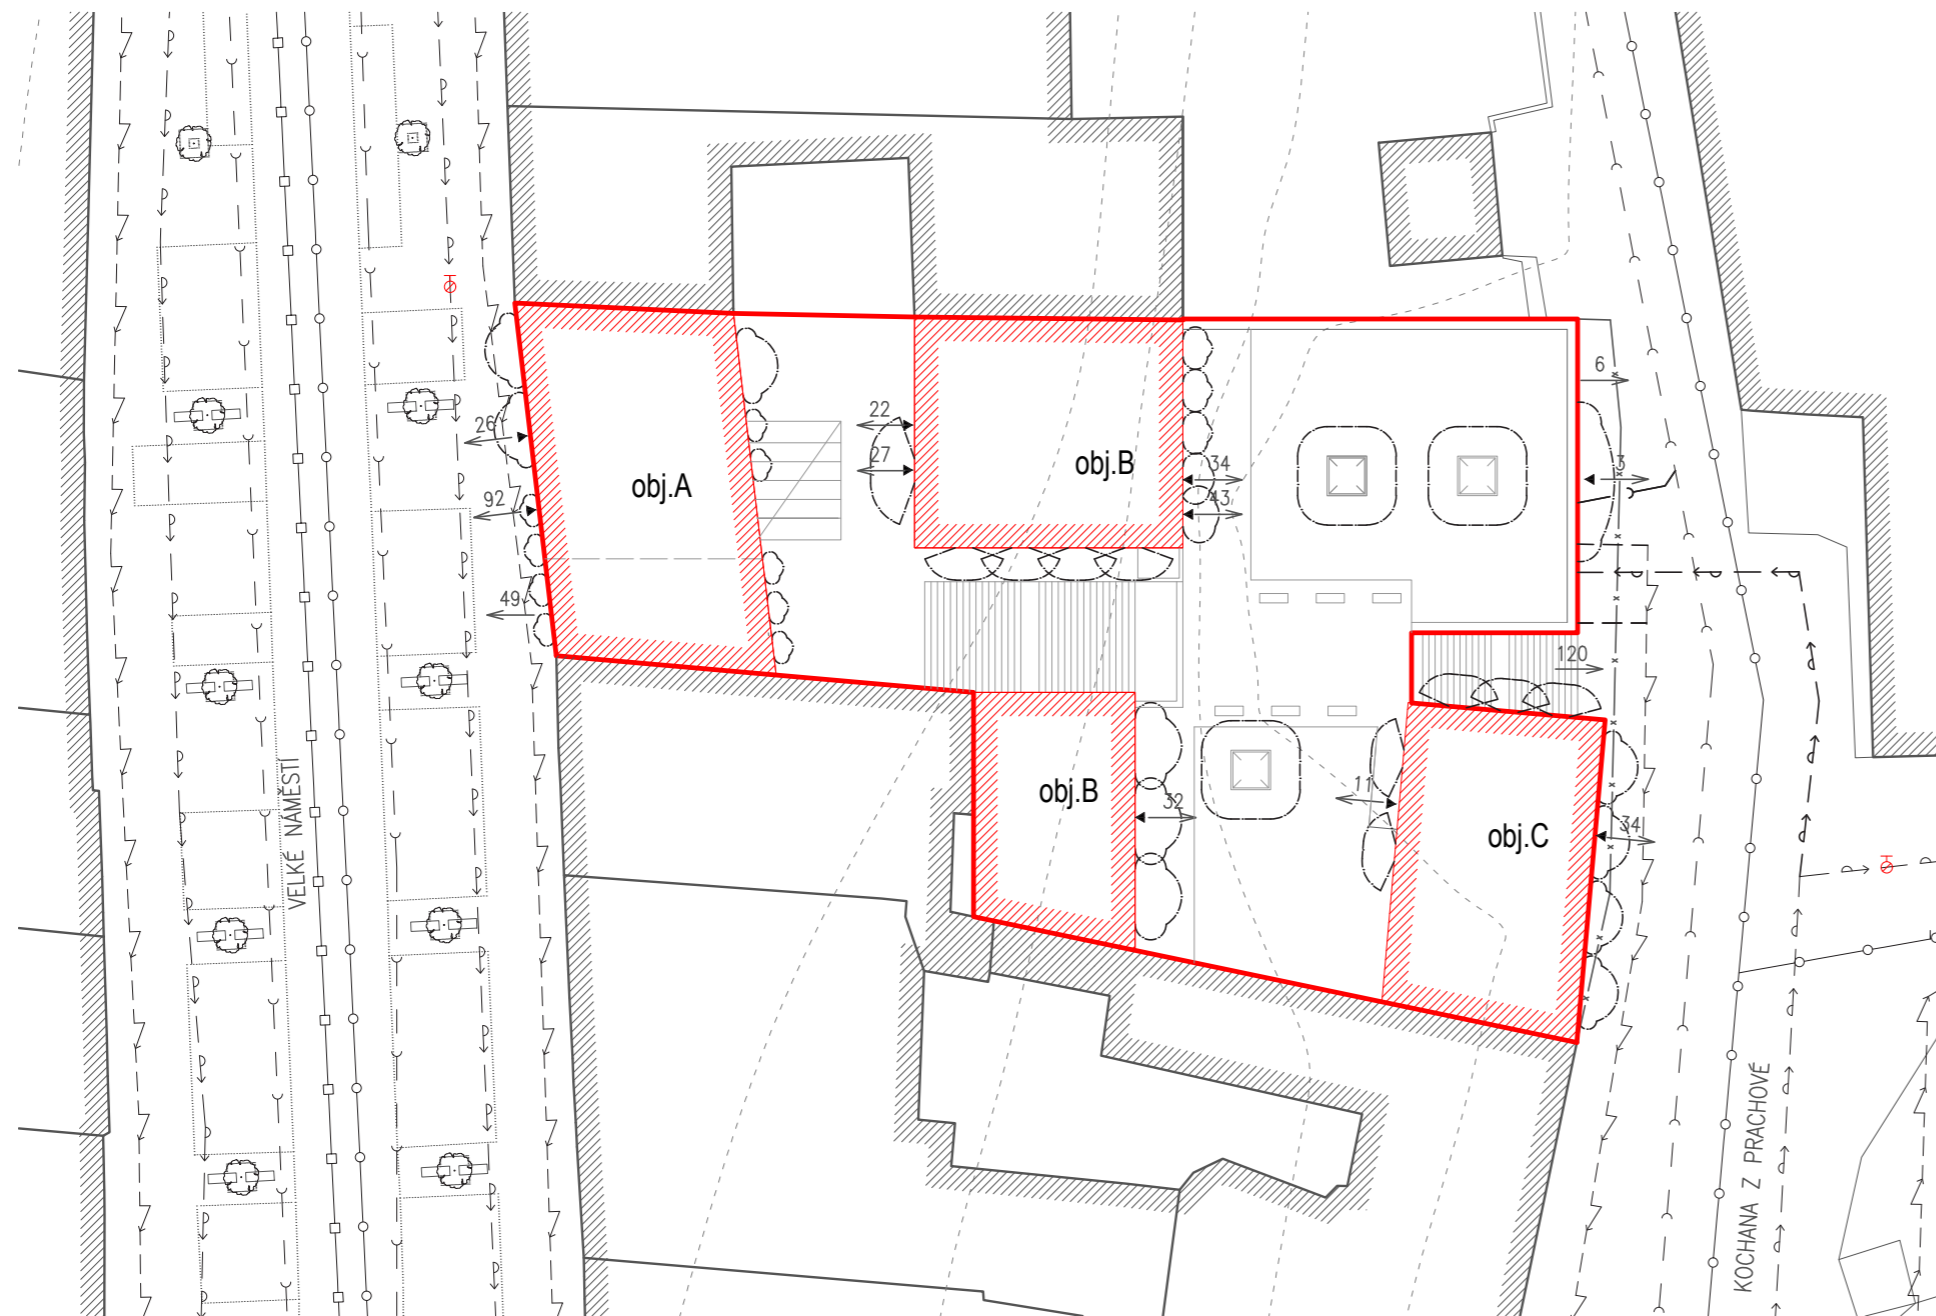 6
22
26
27
obj.B
34
3
obj.A
92
43
49
120
VELKÉ NÁMĚSTÍ
obj.B
11
32
obj.C
34
KOCHANA Z PRACHOVÉ